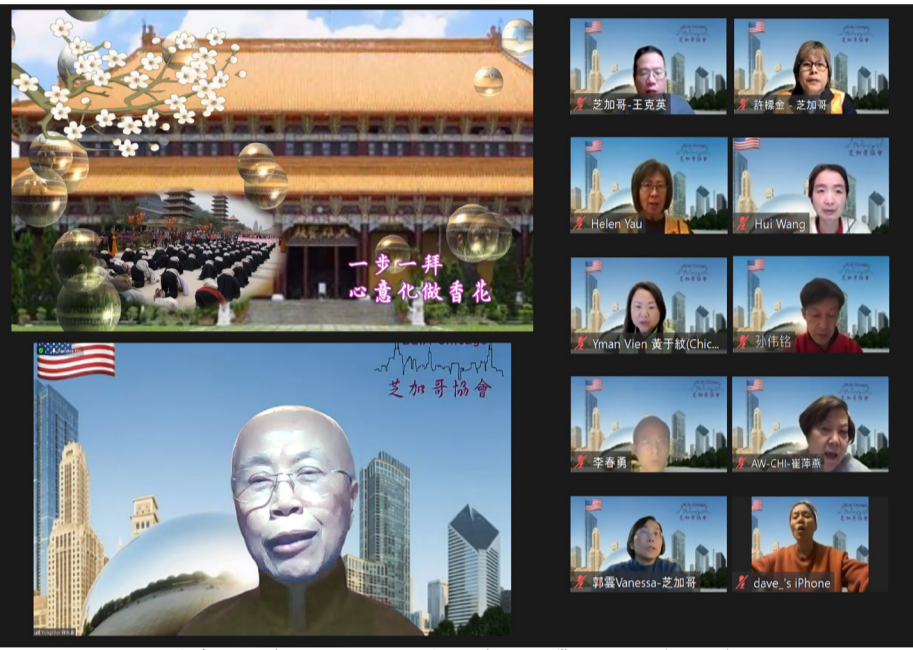 一步一拜
心意化做香花
芝加哥協會
芝加哥-王克英
許樑金 - 芝加哥
Helen Yau
Hui Wang
Yman Vien 黃于紋(Chic...
孙伟铭
李春勇
AW-CHI-崔萍燕
郭雲Vanessa-芝加哥
dave_'s iPhone